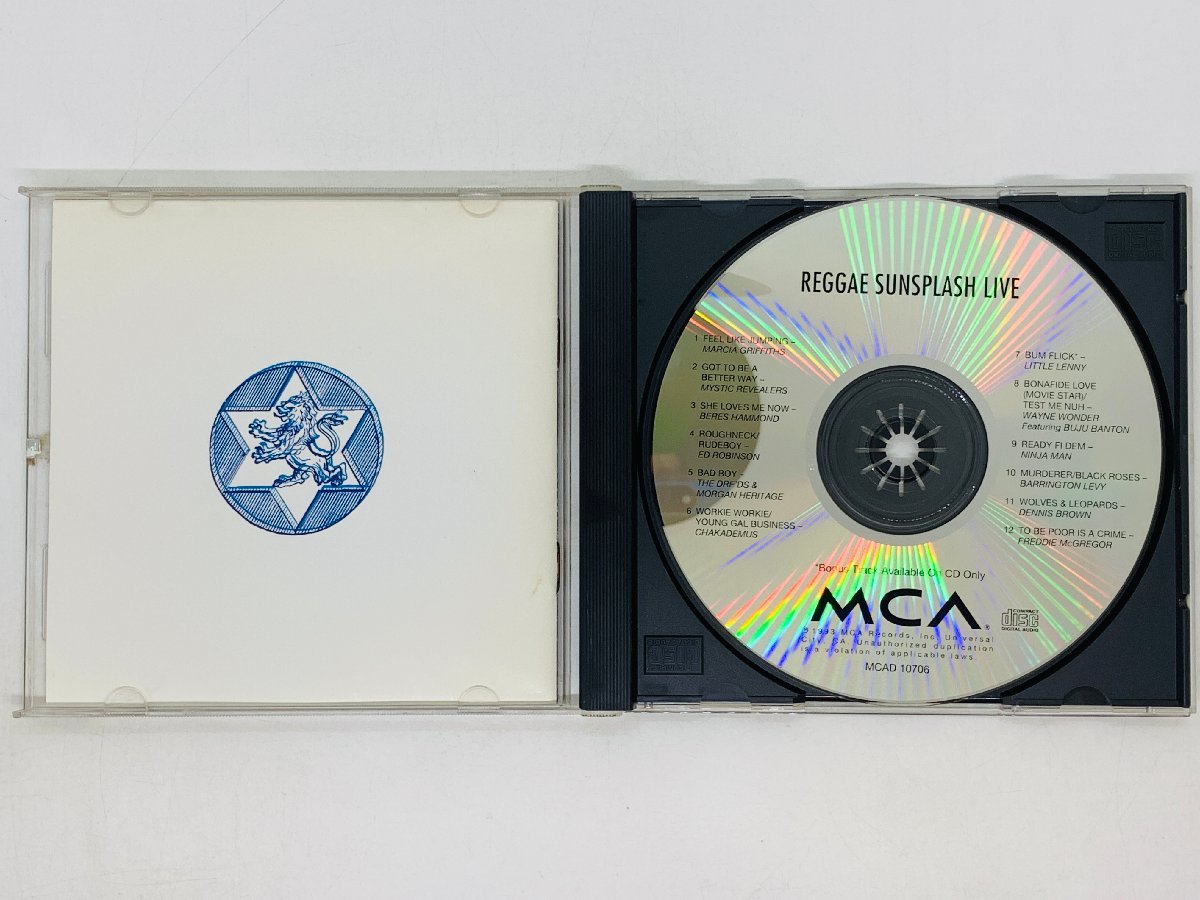 REGGAE SUNSPLASH LIVE
1 FEEL LIKE JUMPING –
MARCIA GRIFFITHS
2 GOT TO BE A
BETTER WAY –
MYSTIC REVEALERS
3 SHE LOVES ME NOW –
BERES HAMMOND
4 ROUGHNECK/
RUDEBOY –
ED ROBINSON
5 BAD BOY –
THE DREDS &
MORGAN HERITAGE
6 WORKIE WORKIE/
YOUNG GAL BUSINESS –
CHAKADEMUS
7 BUM FLICK* –
LITTLE LENNY
8 BONAFIDE LOVE
(MOVIE STAR)/
TEST ME NUH –
WAYNE WONDER
Featuring BUJU BANTON
9 READY FI DEM –
NINJA MAN
10 MURDERER/BLACK ROSES –
BARRINGTON LEVY
11 WOLVES & LEOPARDS –
DENNIS BROWN
12 TO BE POOR IS A CRIME –
FREDDIE McGREGOR
*Bonus Track Available On CD Only
MCA®
COMPACT
disc
DIGITAL AUDIO
℗ 1993 MCA Records, Inc. Universal
City, CA. Unauthorized duplication
is a violation of applicable laws.
MCAD 10706